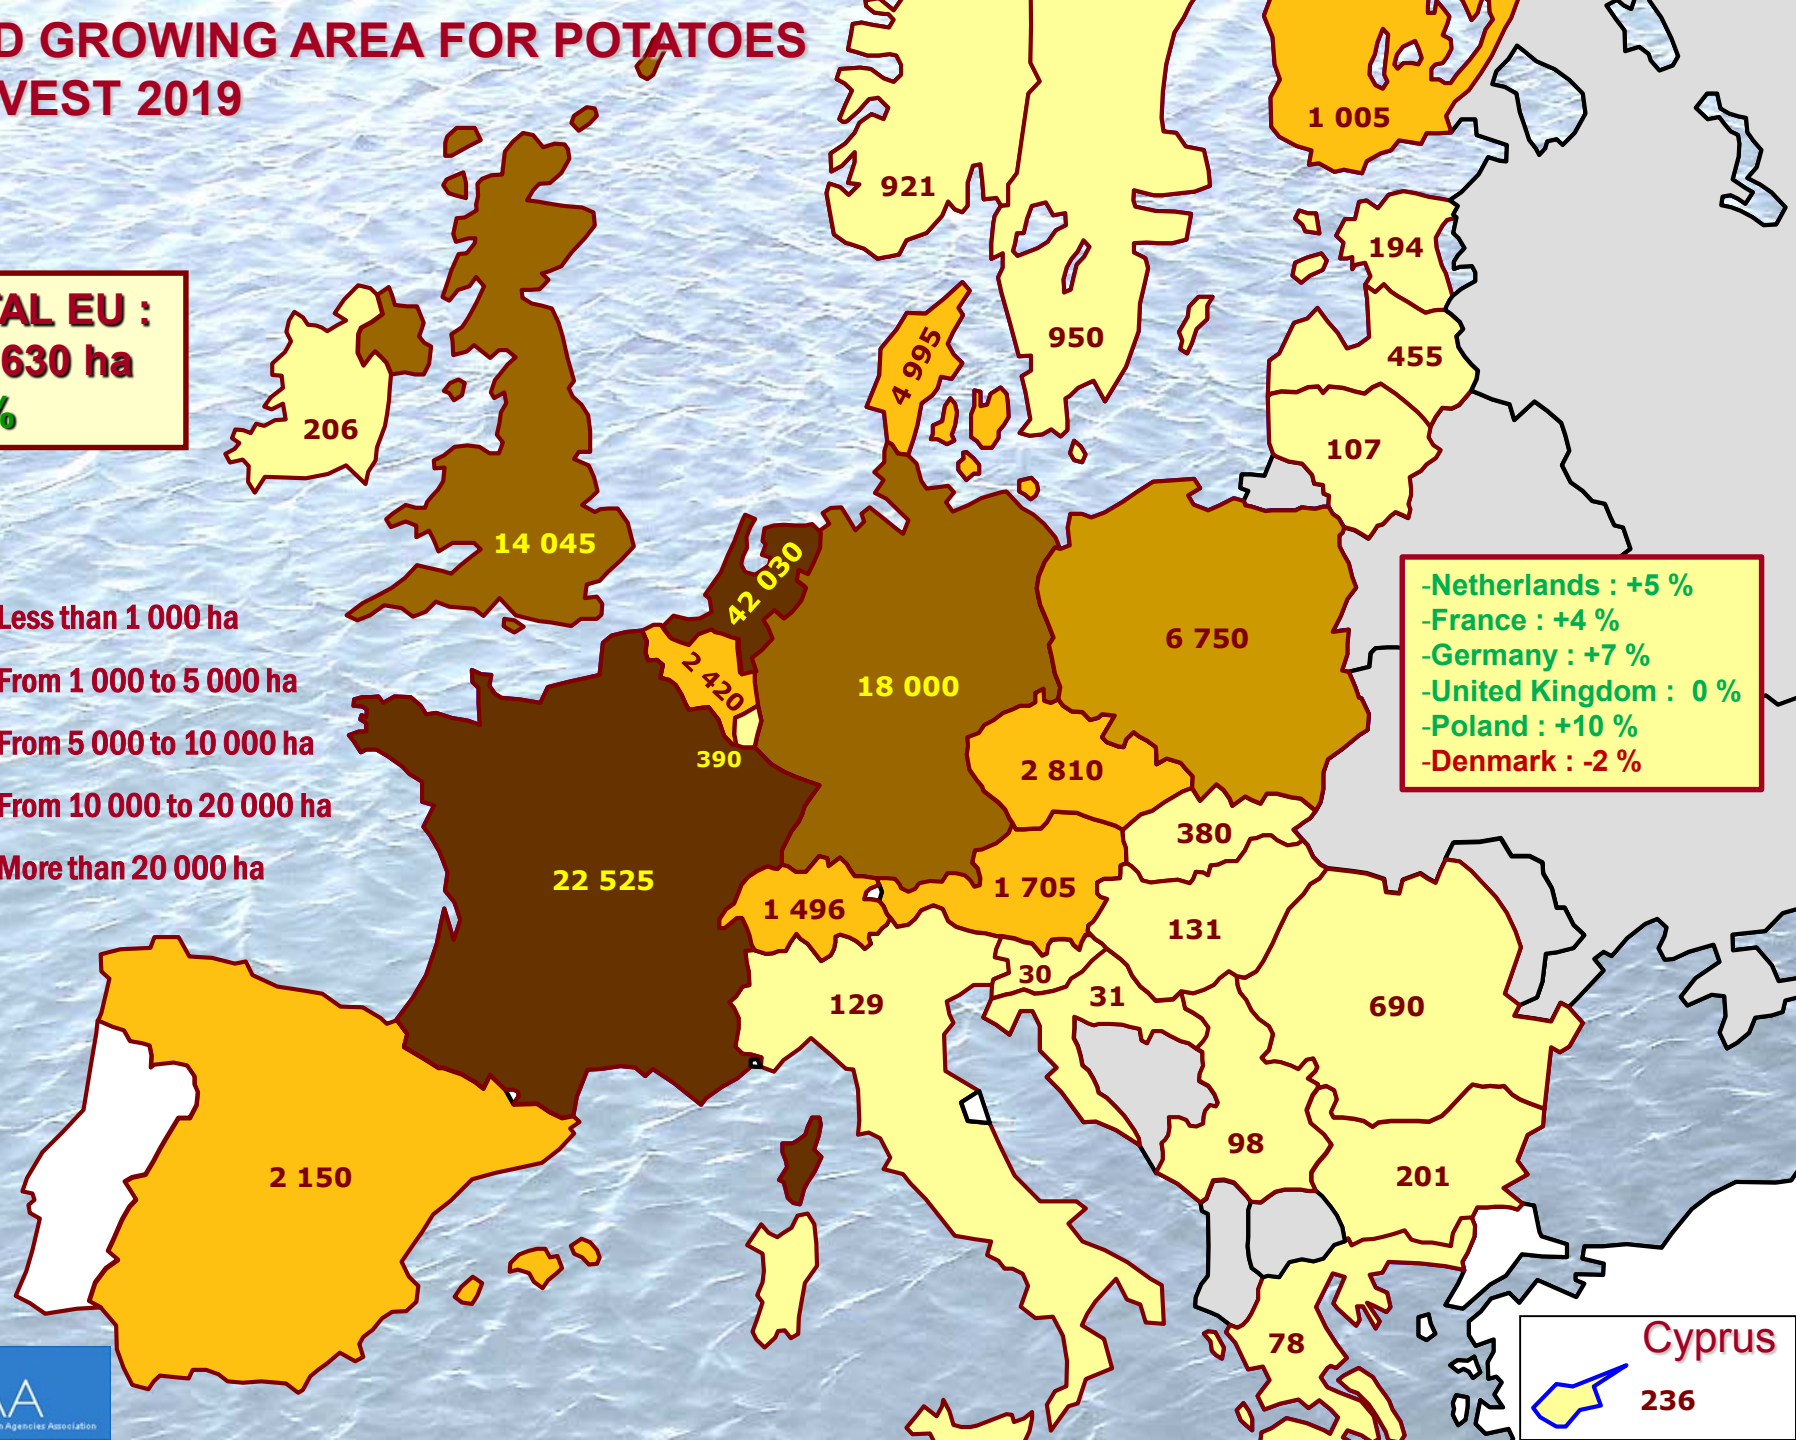 D GROWING AREA FOR POTATOES
VEST 2019
TAL EU :
630 ha
%
Less than 1 000 ha
From 1 000 to 5 000 ha
From 5 000 to 10 000 ha
From 10 000 to 20 000 ha
More than 20 000 ha
921
1 005
194
950
455
4 995
206
107
14 045
42 030
6 750
2 420
18 000
390
2 810
380
22 525
1 496
1 705
131
30
31
129
690
98
201
2 150
78
-Netherlands : +5 %
-France : +4 %
-Germany : +7 %
-United Kingdom : 0 %
-Poland : +10 %
-Denmark : -2 %
Cyprus
236
A
n Agencies Association